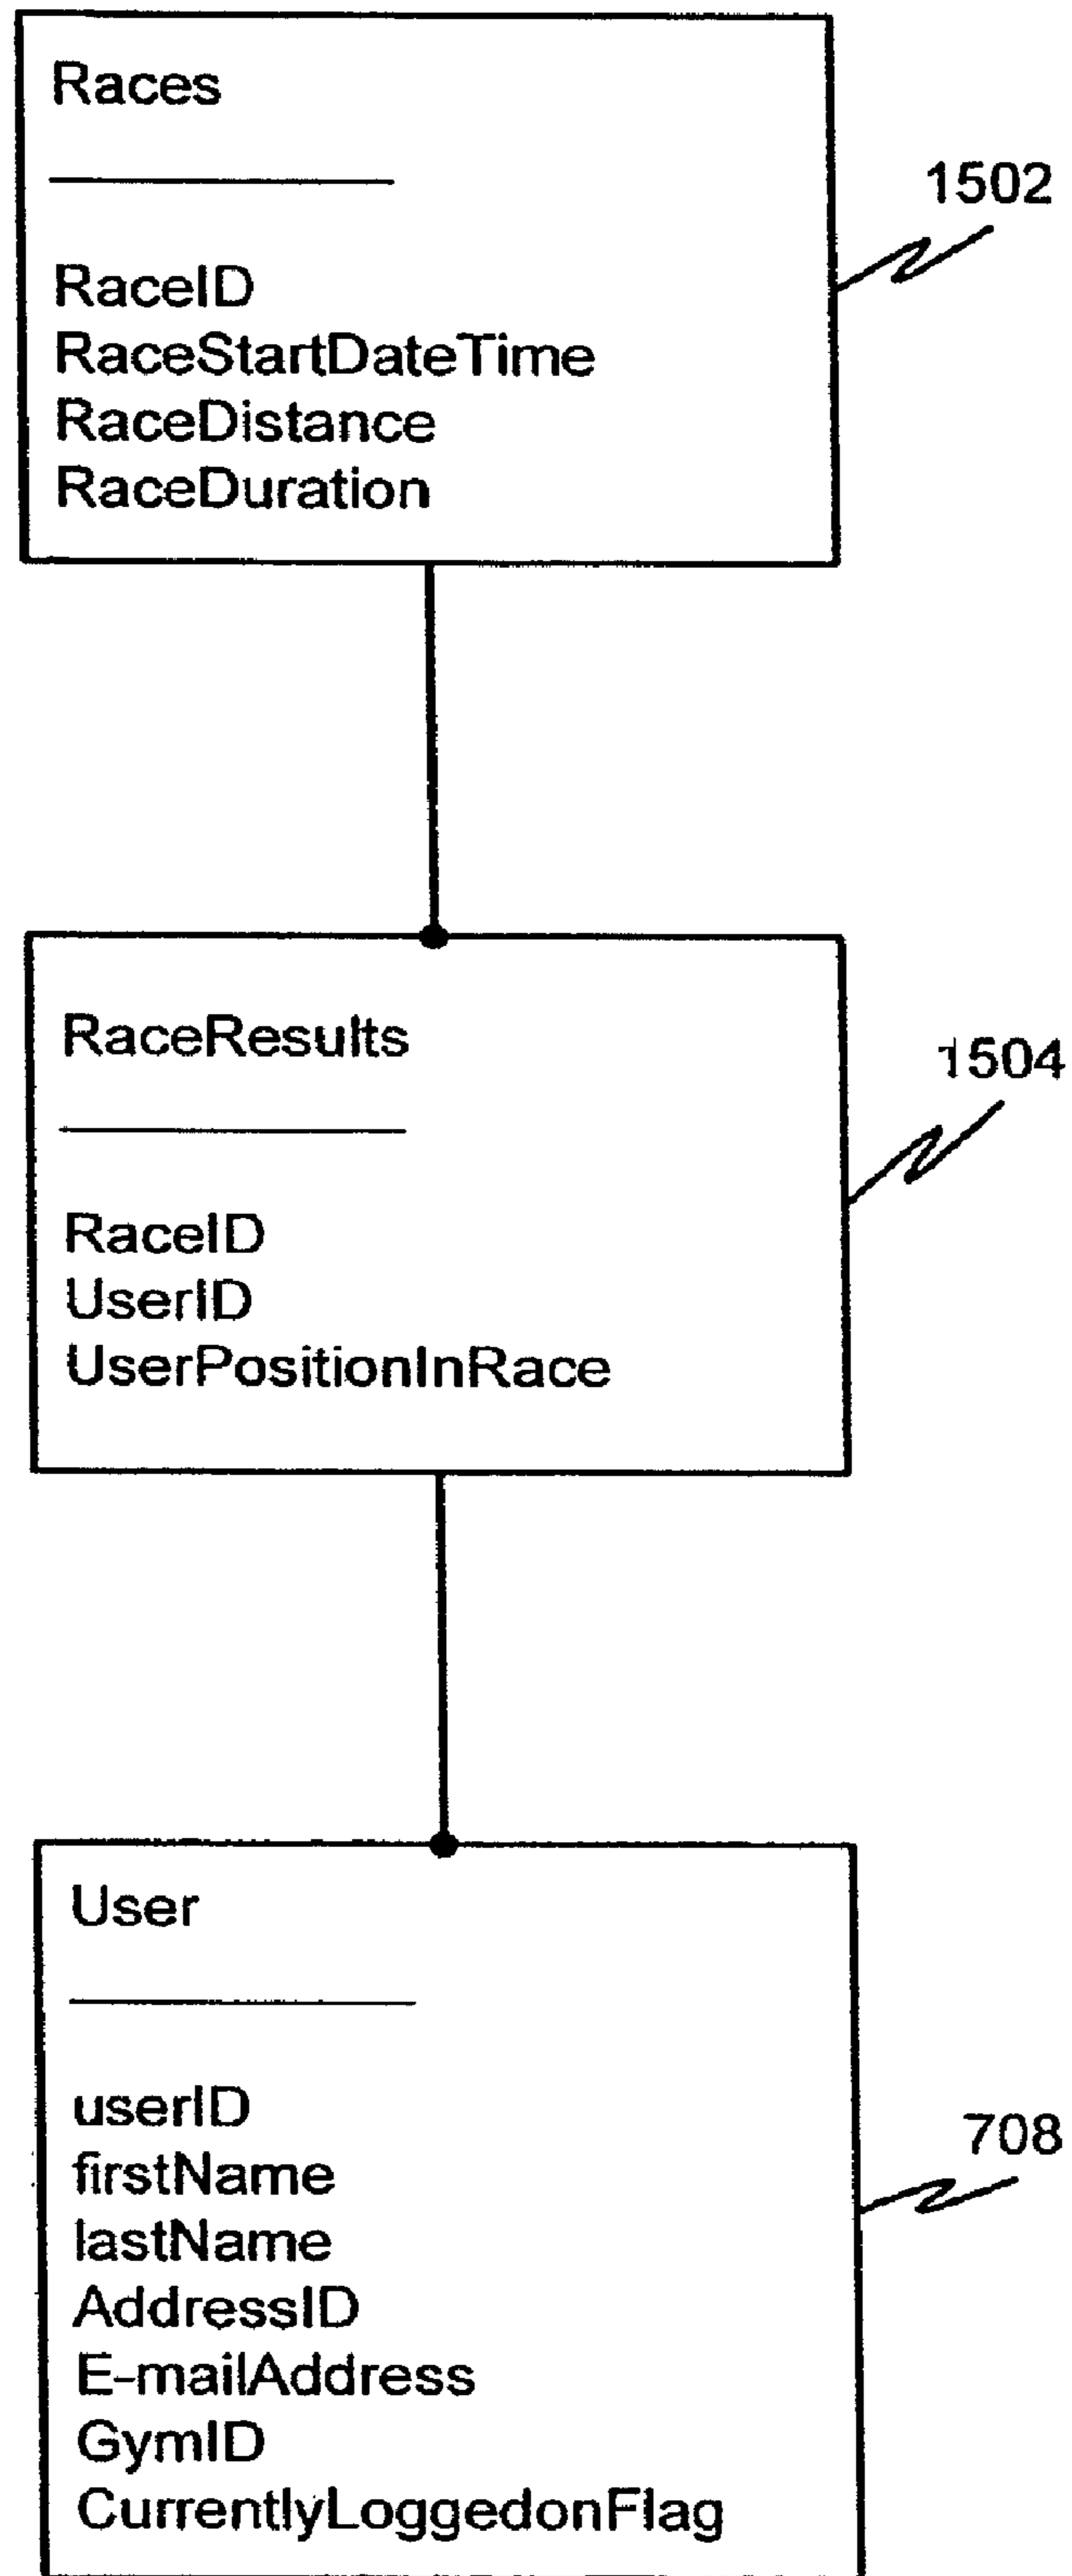 Races
1502
RaceID
RaceStartDateTime
RaceDistance
RaceDuration
RaceResults
1504
RaceID
UserID
UserPositionInRace
User
userID
708
firstName
lastName
AddressID
E-mailAddress
GymID
CurrentlyLoggedonFlag